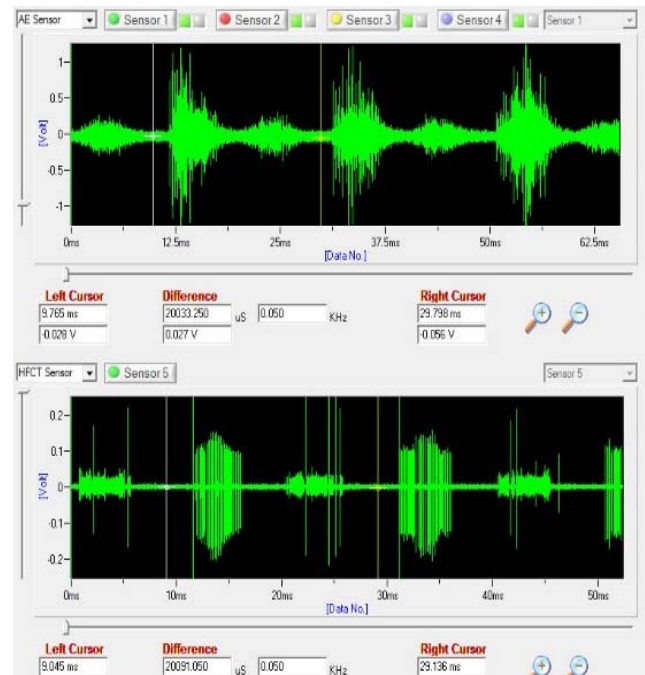 AE Sensor Sensor 1 Sensor 2 Sensor 3 Sensor 4 Sensor 1
1-
0.5-
0-
-0.5-
-1-
[Volt]
0ms 12.5ms 25ms 37.5ms 50ms 62.5ms
[Data No.]
Left Cursor Difference Right Cursor
9.765 ms 20033.250 uS 0.050 KHz 29.798 ms
-0.028 V 0.027 V -0.056 V
HFCT Sensor Sensor 5 Sensor 5
0.2-
0.1-
0-
-0.1-
-0.2-
[Volt]
0ms 10ms 20ms 30ms 40ms 50ms
[Data No.]
Left Cursor Difference Right Cursor
9.045 ms 20091.050 uS 0.050 KHz 29.136 ms